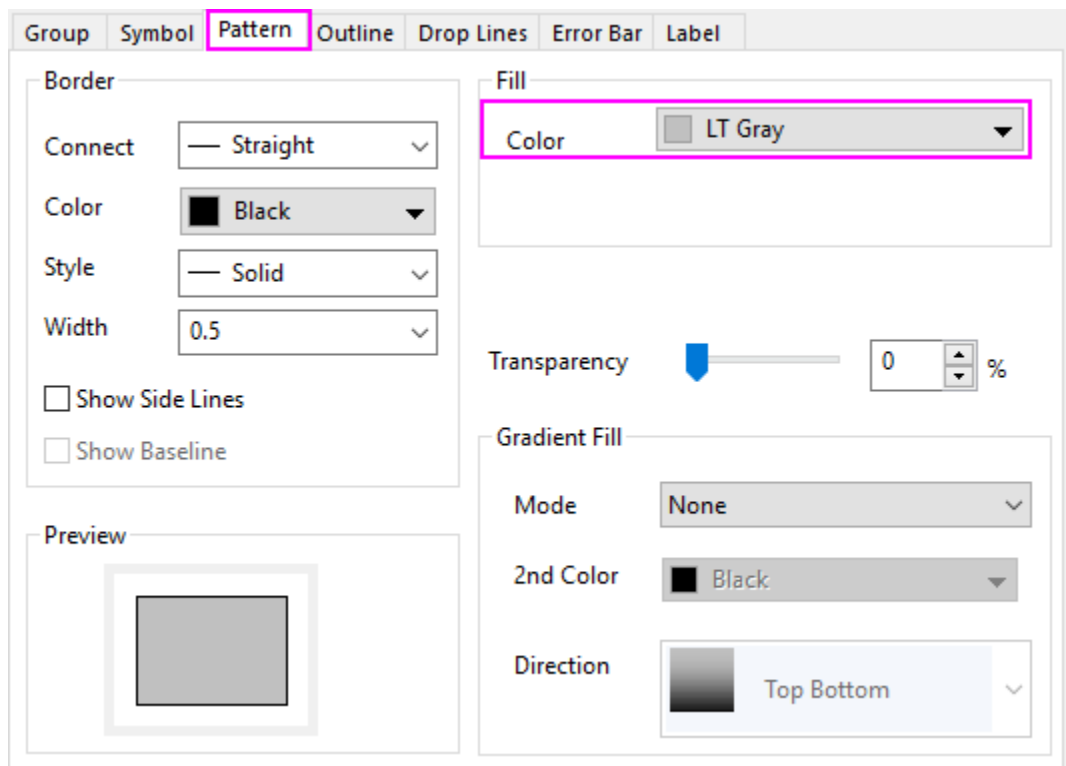 Group Symbol Pattern Outline Drop Lines Error Bar Label
Border
Connect Straight
Color Black
Style Solid
Width 0.5
Show Side Lines
Show Baseline
Preview
Fill
Color LT Gray
Transparency 0 %
Gradient Fill
Mode None
2nd Color Black
Direction Top Bottom